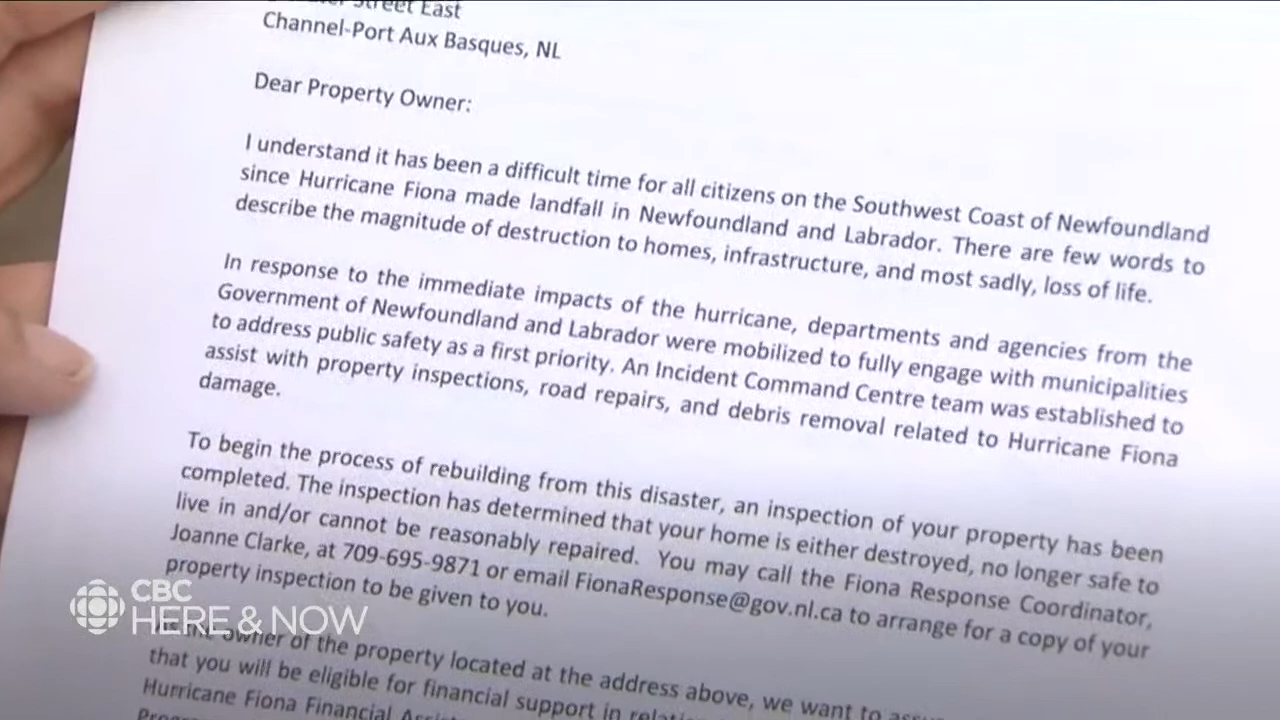 Street East
Channel-Port Aux Basques, NL
Dear Property Owner:
I understand it has been a difficult time for all citizens on the Southwest Coast of Newfoundland
since Hurricane Fiona made landfall in Newfoundland and Labrador. There are few words to
describe the magnitude of destruction to homes, infrastructure, and most sadly, loss of life.
In response to the immediate impacts of the hurricane, departments and agencies from the
Government of Newfoundland and Labrador were mobilized to fully engage with municipalities
to address public safety as a first priority. An Incident Command Centre team was established to
assist with property inspections, road repairs, and debris removal related to Hurricane Fiona
damage.
To begin the process of rebuilding from this disaster, an inspection of your property has been
completed. The inspection has determined that your home is either destroyed, no longer safe to
live in and/or cannot be reasonably repaired. You may call the Fiona Response Coordinator,
Joanne Clarke, at 709-695-9871 or email FionaResponse@gov.nl.ca to arrange for a copy of your
property inspection to be given to you.
As the owner of the property located at the address above, we want to
that you will be eligible for financial support in
Hurricane Fiona Financial
CBC
HERE & NOW